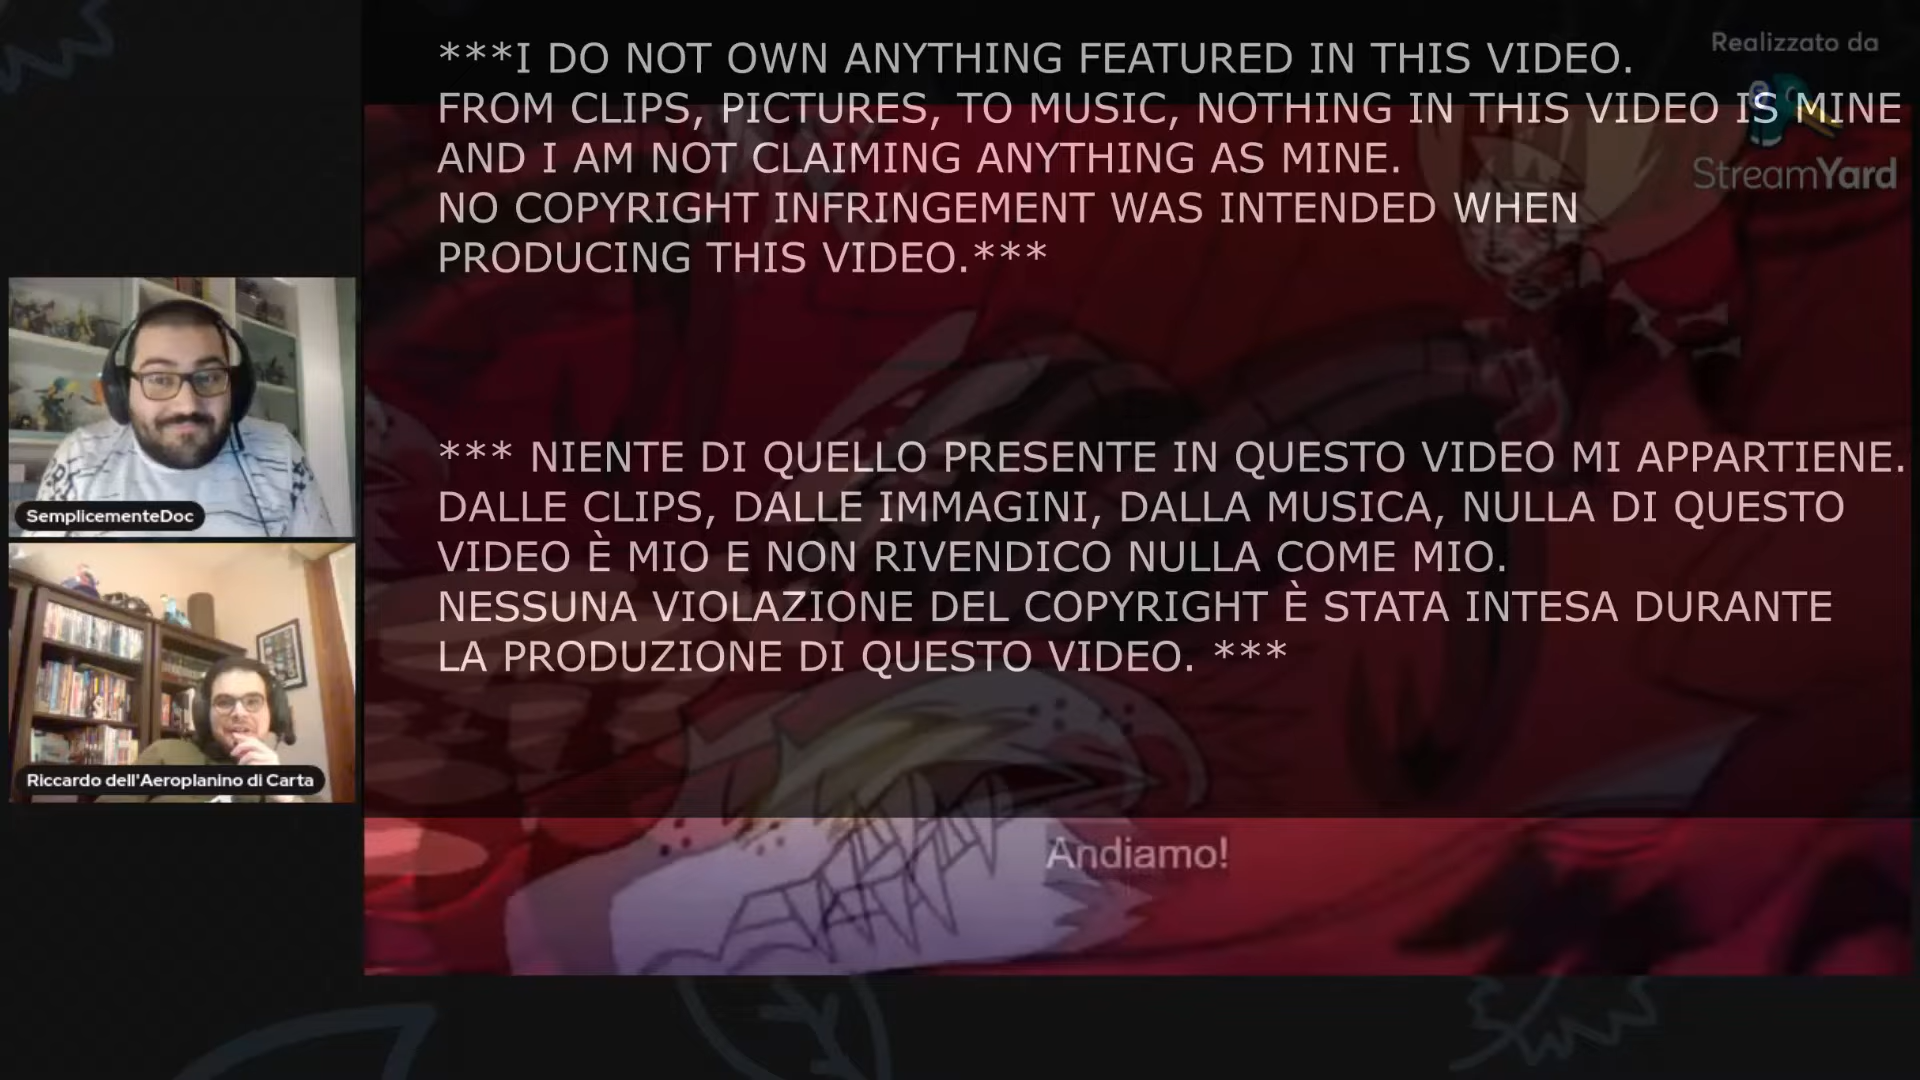 ***I DO NOT OWN ANYTHING FEATURED IN THIS VIDEO.
FROM CLIPS, PICTURES, TO MUSIC, NOTHING IN THIS VIDEO IS MINE
AND I AM NOT CLAIMING ANYTHING AS MINE.
NO COPYRIGHT INFRINGEMENT WAS INTENDED WHEN
PRODUCING THIS VIDEO.***
Realizzato da
StreamYard
*** NIENTE DI QUELLO PRESENTE IN QUESTO VIDEO MI APPARTIENE.
DALLE CLIPS, DALLE IMMAGINI, DALLA MUSICA, NULLA DI QUESTO
VIDEO È MIO E NON RIVENDICO NULLA COME MIO.
NESSUNA VIOLAZIONE DEL COPYRIGHT È STATA INTESA DURANTE
LA PRODUZIONE DI QUESTO VIDEO. ***
SemplicementeDoc
Riccardo dell'Aeroplanino di Carta
Andiamo!